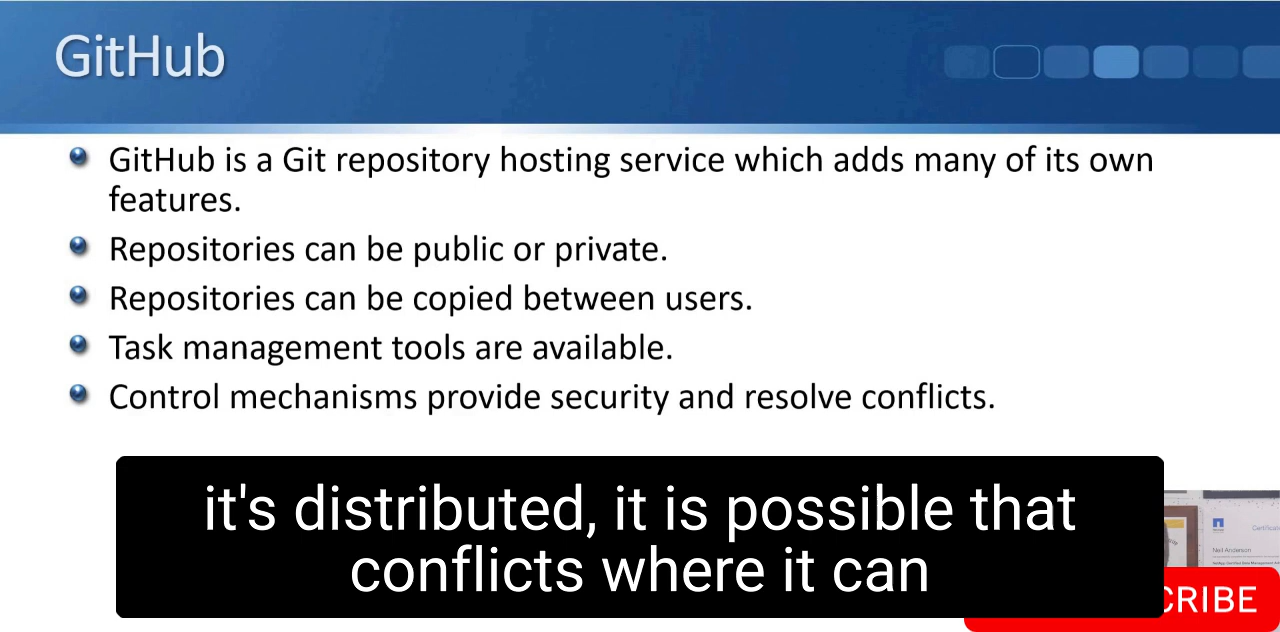 GitHub
GitHub is a Git repository hosting service which adds many of its own
features.
Repositories can be public or private.
Repositories can be copied between users.
Task management tools are available.
Control mechanisms provide security and resolve conflicts.
it's distributed, it is possible that
conflicts where it can
Neil Anderson
CRIBE